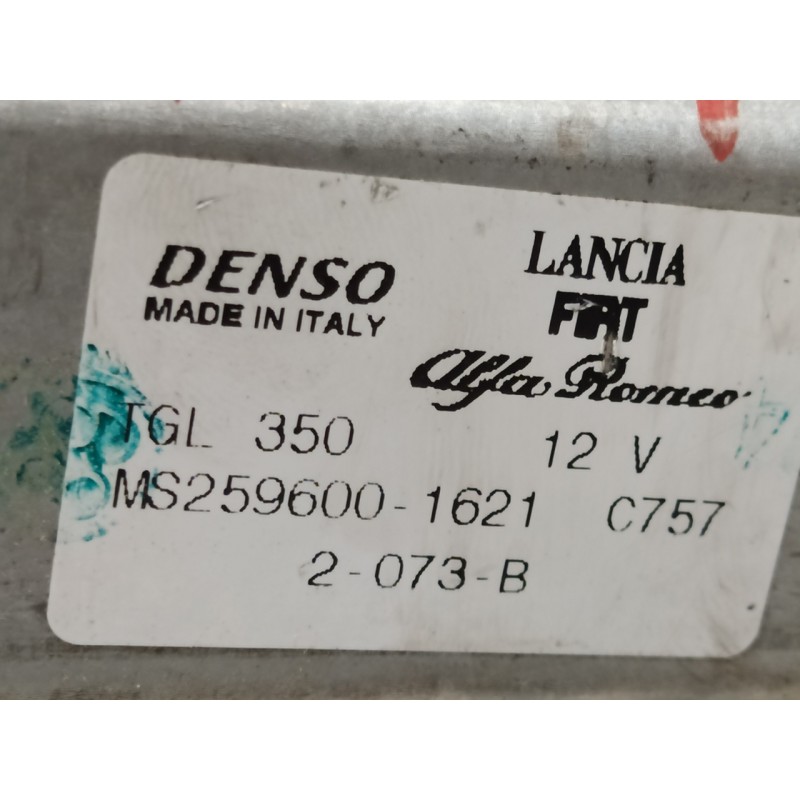 DENSO
MADE IN ITALY
LANCIA
FIAT
Alfa Romeo
TGL 350 12 V
MS259600-1621 C757
2-073-B